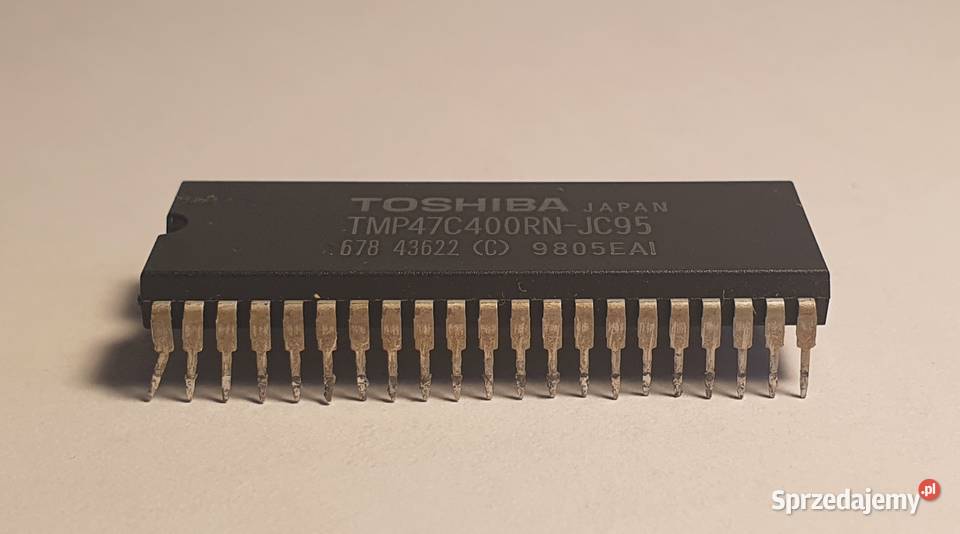 TOSHIBA JAPAN
TMP47C400RN-JC95
678 43622 (C) 9805EAI
Sprzedajemy.pl